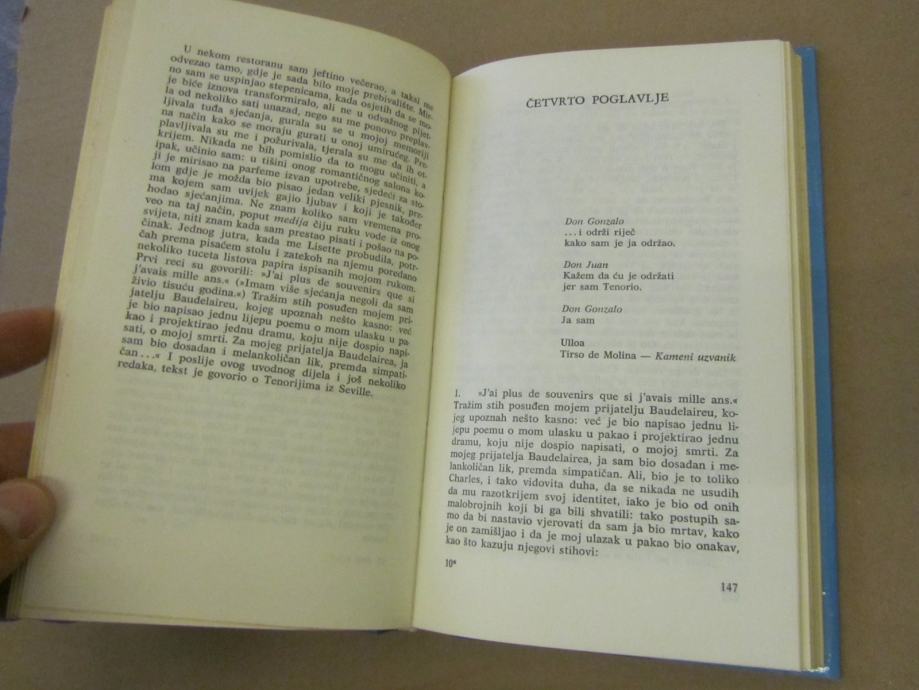 U nekom restoranu sam jeftino večerao, a taksi me
odvezao tamo, gdje je sada bilo moje prebivalište. Mir-
no sam se uspinjao stepenicama, kada osjetih da se mo-
je biće iznova transformiralo, ali ne u odvažnog pijet-
la od nekoliko sati unazad, nego su me ponovo preplav-
ljivala tuđa sjećanja, gurala su se u mojoj memoriji
na način kako se moraju gurati u onoj umirućeg. Pre-
plavljivala su me i požurivala, tjerala su me da ih ot-
krijem. Nikada ne bih pomislio da to mogu učiniti, a
ipak, učinio sam: u tišini onog romantičnog salona ko-
ji je mirisao na parfeme izvan upotrebe, sjedeći za sto-
lom gdje je možda bio pisao jedan veliki pjesnik, pre-
ma kojem sam uvijek gajio ljubav i koji je također
hodao sjećanjima. Ne znam koliko sam vremena pro-
veo na taj način, poput medija čiju ruku vode iz onog
svijeta, niti znam kada sam prestao pisati i pošao na po-
činak. Jednog jutra, kada me Lisette probudila, potr-
čah prema pisaćem stolu i zatekoh na njemu poredano
nekoliko tuceta listova papira ispisanih mojom rukom.
Prvi reci su govorili: »J'ai plus de souvenirs que si
j'avais mille ans.« (»Imam više sjećanja negoli da sam
živio tisuću godina.«) Tražim stih posuđen mojem pri-
jatelju Baudelaireu, kojeg upoznah nešto kasno: već
je bio napisao jednu lijepu poemu o mom ulasku u pa-
kao i projektirao jednu dramu, koju nije dospio napi-
sati, o mojoj smrti. Za mojeg prijatelja Baudelairea, ja
sam bio dosadan i melankoličan lik, premda simpati-
čan . . .« I poslije ovog uvodnog dijela i još nekoliko
redaka, tekst je govorio o Tenorijima iz Seville.
ČETVRTO POGLAVLJE
Don Gonzalo
. . . i održi riječ
kako sam je ja održao.
Don Juan
Kažem da ću je održati
jer sam Tenorio.
Don Gonzalo
Ja sam
Ulloa
Tirso de Molina — Kameni uzvanik
1. »J'ai plus de souvenirs que si j'avais mille ans.«
Tražim stih posuđen mojem prijatelju Baudelaireu, ko-
jeg upoznah nešto kasno: već je bio napisao jednu li-
jepu poemu o mom ulasku u pakao i projektirao jednu
dramu, koju nije dospio napisati, o mojoj smrti. Za
mojeg prijatelja Baudelairea, ja sam bio dosadan i me-
lankoličan lik, premda simpatičan. Ali, bio je to toliko
Charles, i tako vidovita duha, da se nikada ne usudih
da mu razotkrijem svoj identitet, iako je bio od onih
malobrojnih koji bi ga bili shvatili: tako postupih sa-
mo da bi nastavio vjerovati da sam ja bio mrtav, kako
je on zamišljao i da je moj ulazak u pakao bio onakav,
kao što kazuju njegovi stihovi:
10*
147